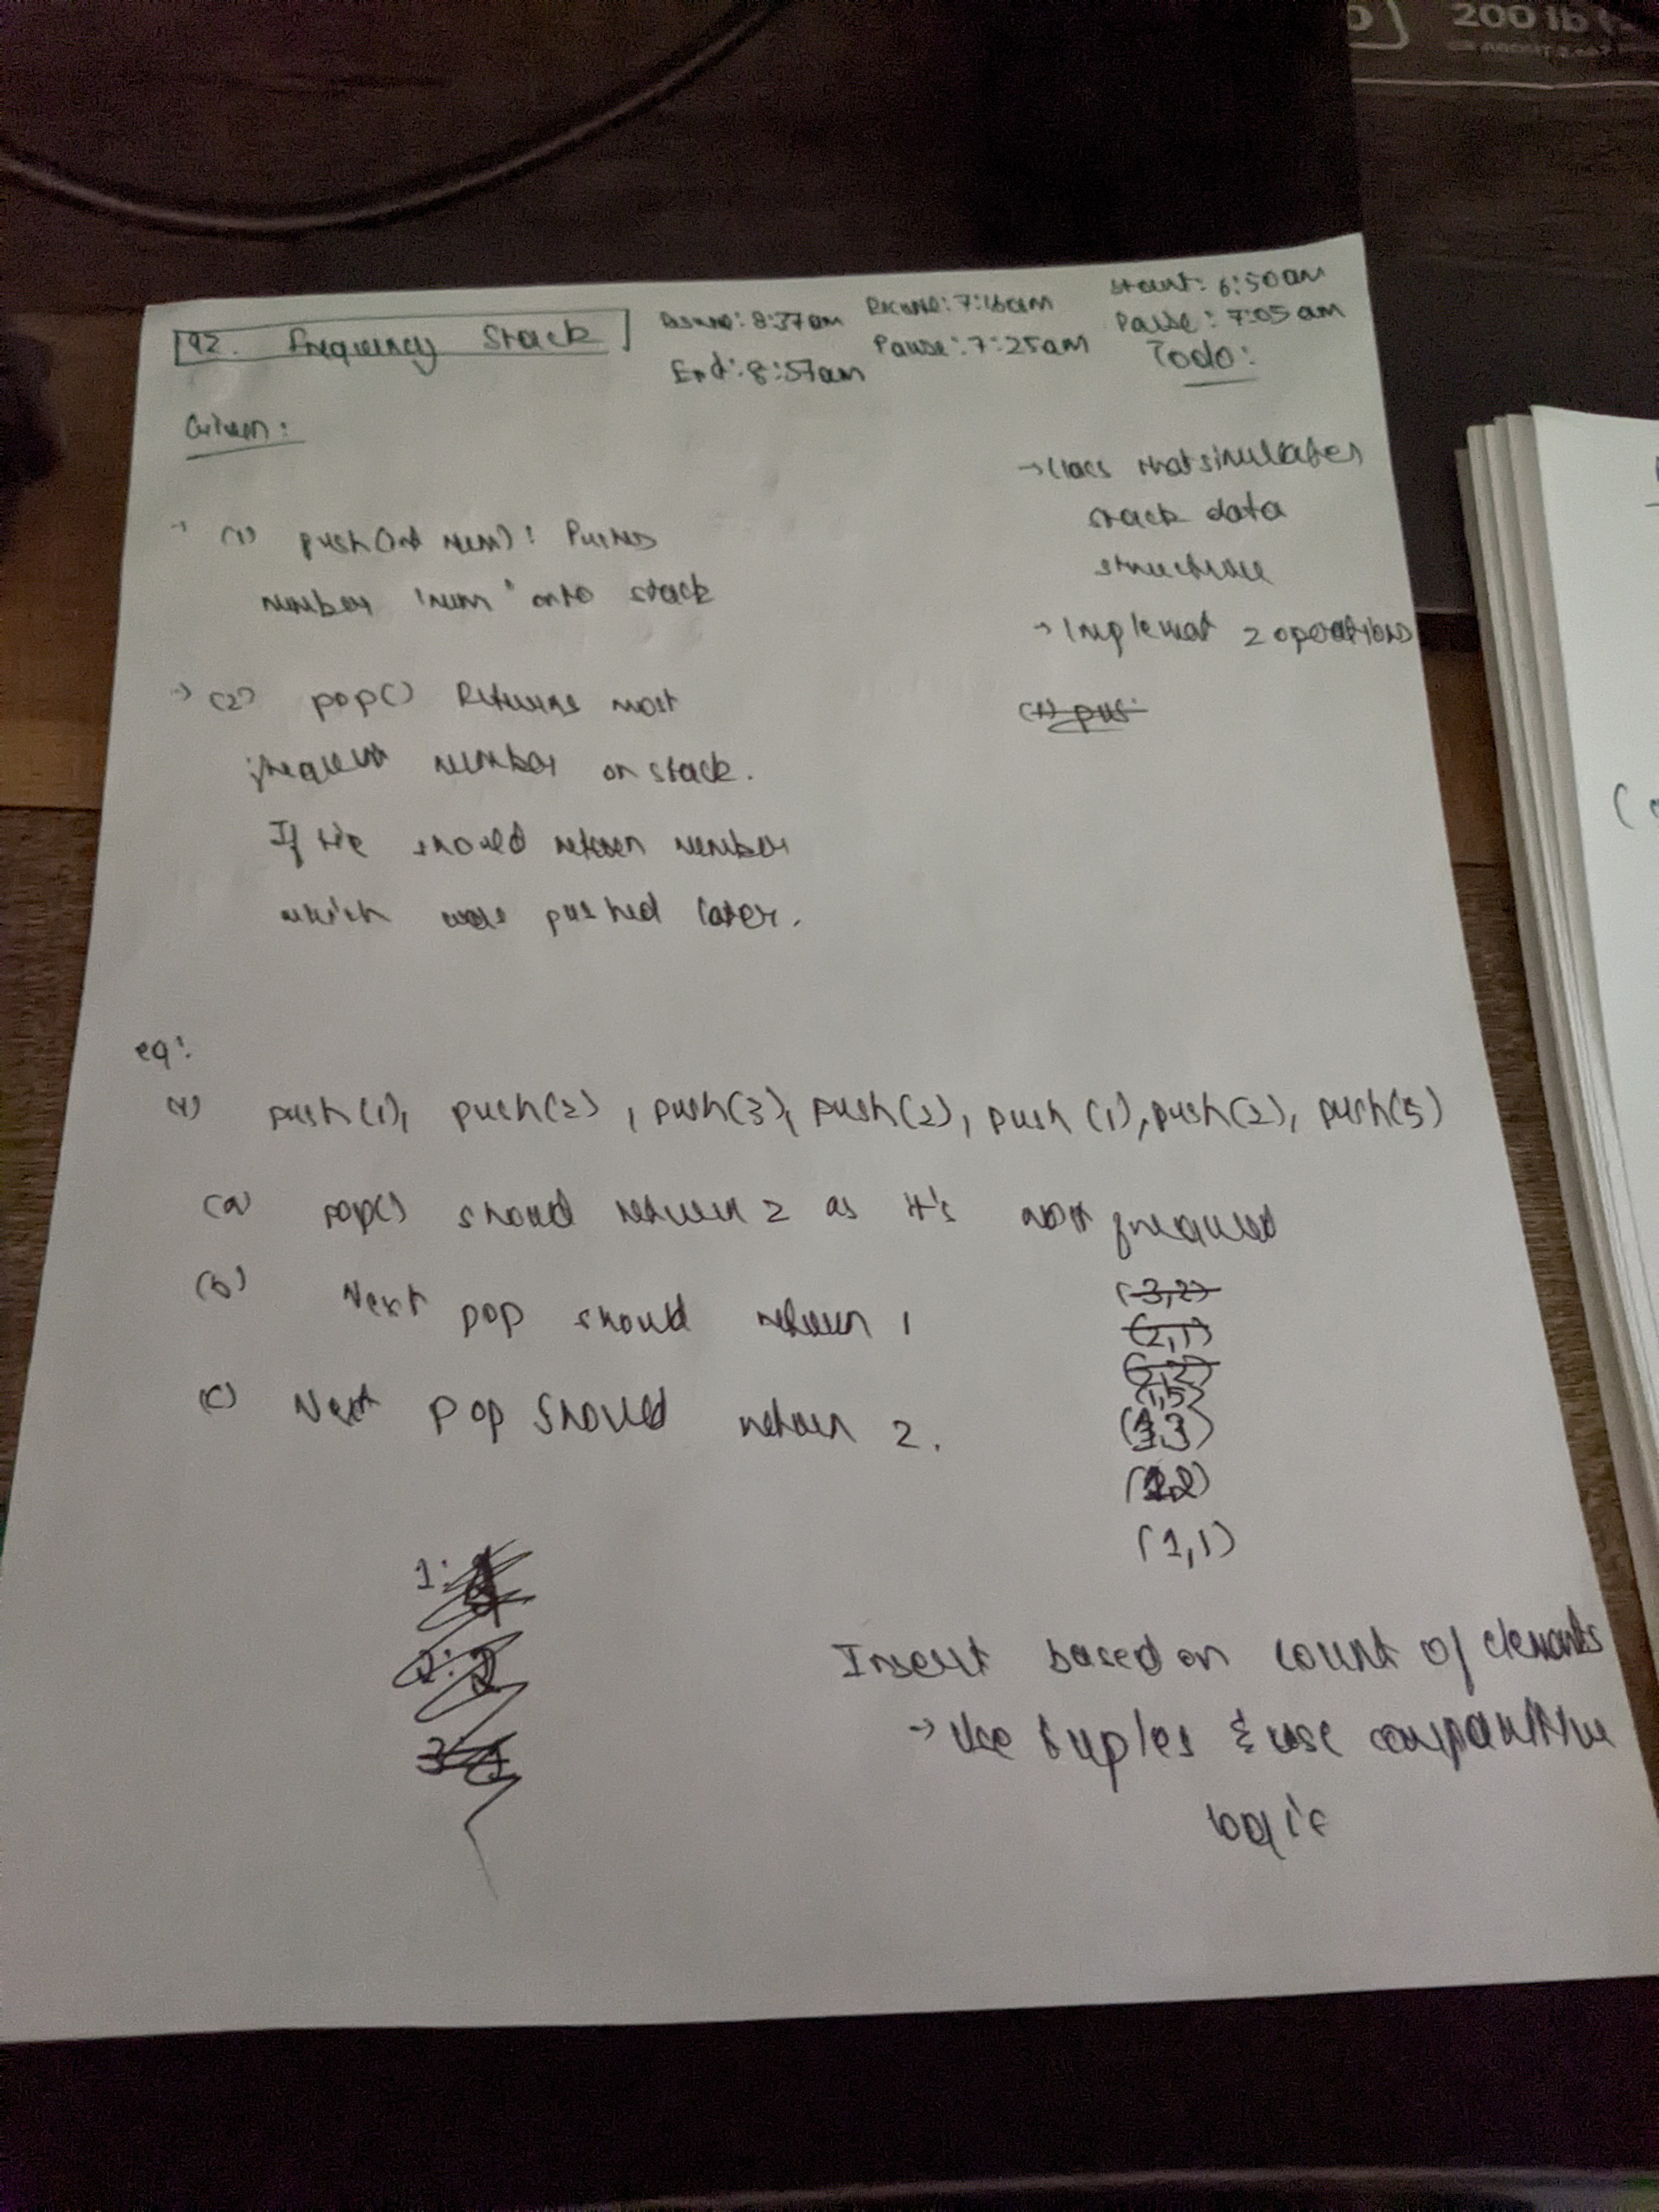 200 lb
92. Frequency Stack
Resume: 8:37am
End: 8:57am
Resume: 7:16am
Pause: 7:25am
Start: 6:50am
Pause: 7:05am
Todo:
Given:
→ (1) push(int num): Pushes
number 'num' onto stack
→ (2) pop() Returns most
frequent number on stack.
If tie should return number
which was pushed later.
→ Class that simulates
stack data
structure
→ Implement 2 operations
(1) pus
eg:
(1) push(1), push(2), push(3), push(2), push(1), push(2), push(5)
(a) pop() should return 2 as it's most frequent
(b) Next pop should return 1
(c) Next pop should return 2.
(3,2)
(2,1)
(2,2)
(1,5)
(1,3)
(1,2)
(1,1)
1:
2:2
3:
Insert based on count of elements
→ Use tuples & use comparitive
logic